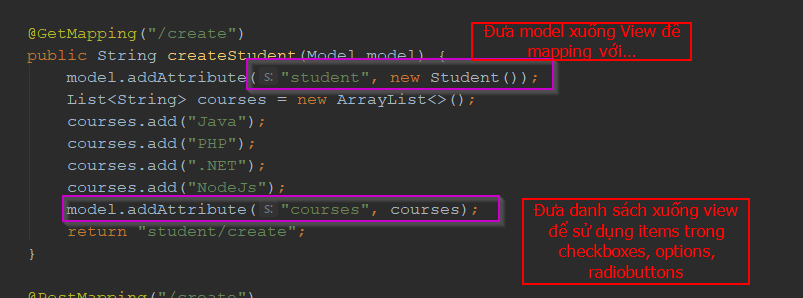 @GetMapping("/create")
public String createStudent(Model model) {
Đưa model xuống View để
mapping với...
model.addAttribute( s: "student", new Student());
List<String> courses = new ArrayList<>();
courses.add("Java");
courses.add("PHP");
courses.add(".NET");
courses.add("NodeJs");
model.addAttribute( s: "courses", courses);
return "student/create";
}
Đưa danh sách xuống view
để sử dụng items trong
checkboxes, options,
radiobuttons
@PostMapping("/create")